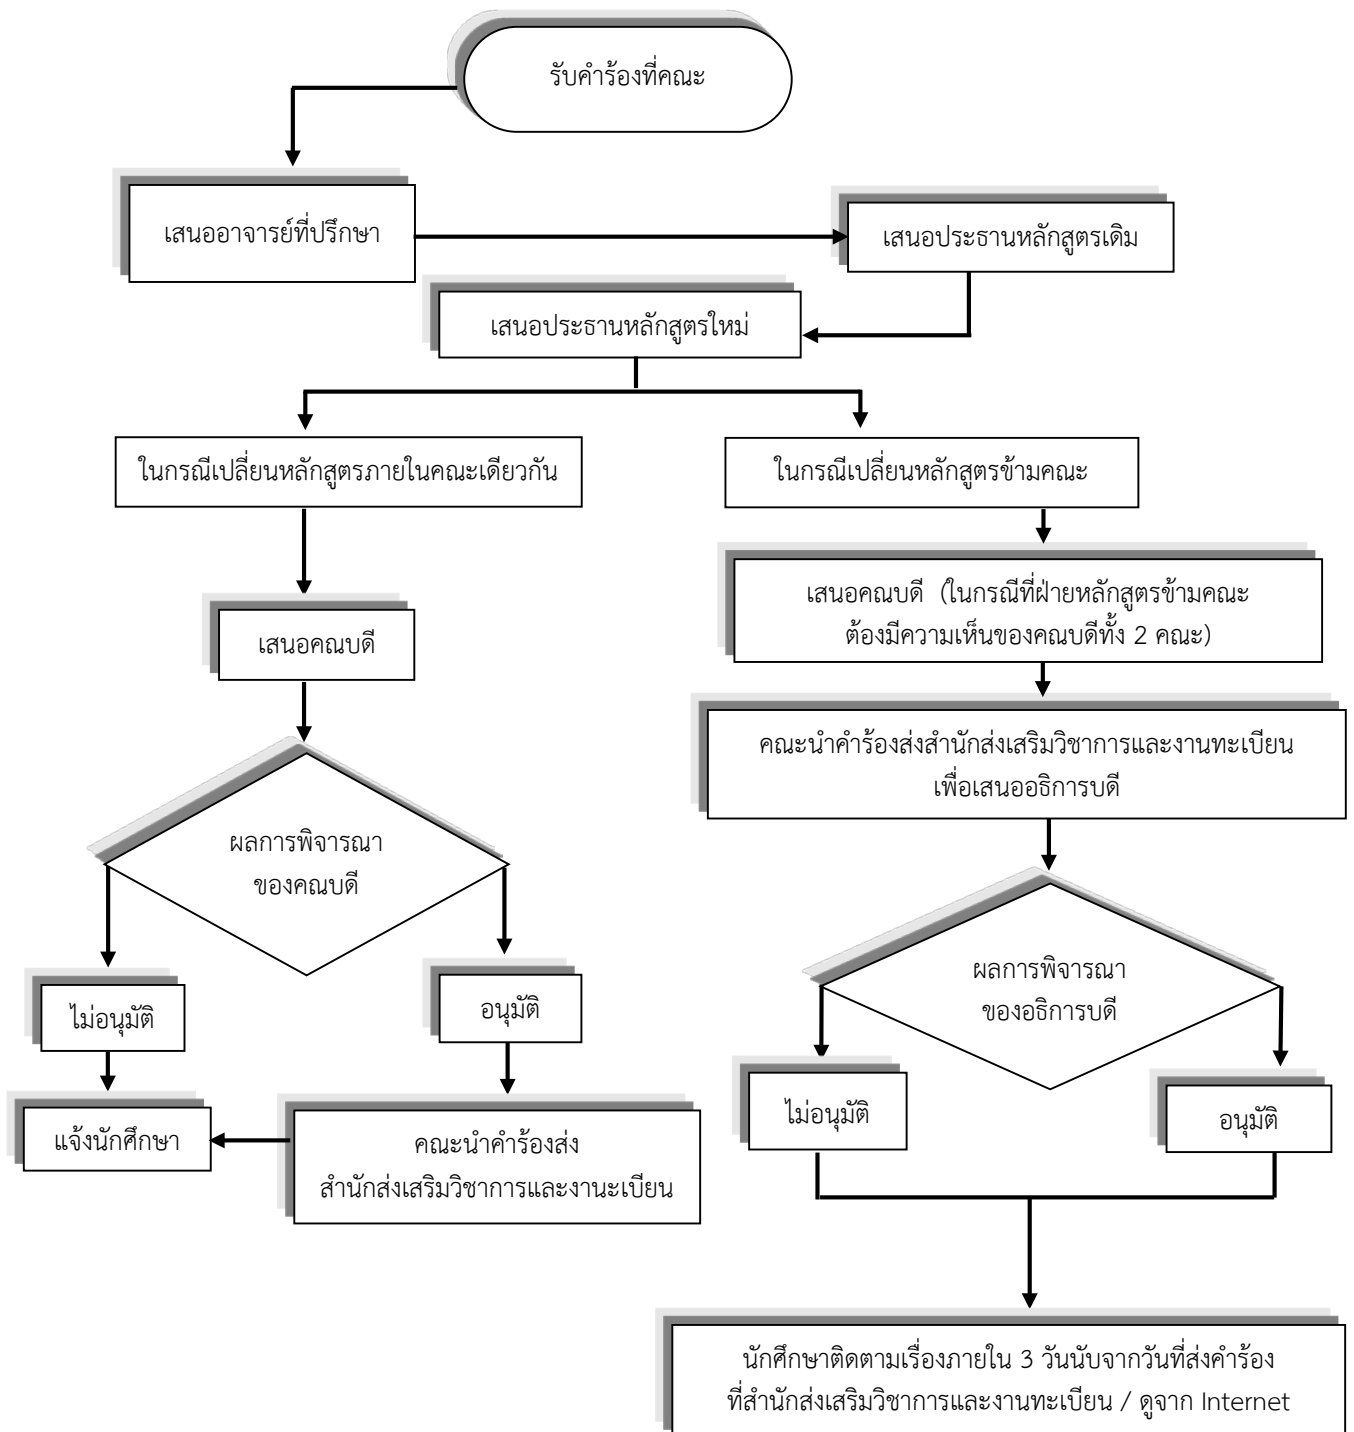 รับคำร้องที่คณะ
เสนออาจารย์ที่ปรึกษา
เสนอประธานหลักสูตรเดิม
เสนอประธานหลักสูตรใหม่
ในกรณีเปลี่ยนหลักสูตรภายในคณะเดียวกัน
ในกรณีเปลี่ยนหลักสูตรข้ามคณะ
เสนอคณบดี
เสนอคณบดี (ในกรณีที่ฝ่ายหลักสูตรข้ามคณะ
ต้องมีความเห็นของคณบดีทั้ง 2 คณะ)
คณะนำคำร้องส่งสำนักส่งเสริมวิชาการและงานทะเบียน
เพื่อเสนออธิการบดี
ผลการพิจารณา
ของคณบดี
ไม่อนุมัติ
อนุมัติ
แจ้งนักศึกษา
คณะนำคำร้องส่ง
สำนักส่งเสริมวิชาการและงานะเบียน
ผลการพิจารณา
ของอธิการบดี
ไม่อนุมัติ
อนุมัติ
นักศึกษาติดตามเรื่องภายใน 3 วันนับจากวันที่ส่งคำร้อง
ที่สำนักส่งเสริมวิชาการและงานทะเบียน / ดูจาก Internet